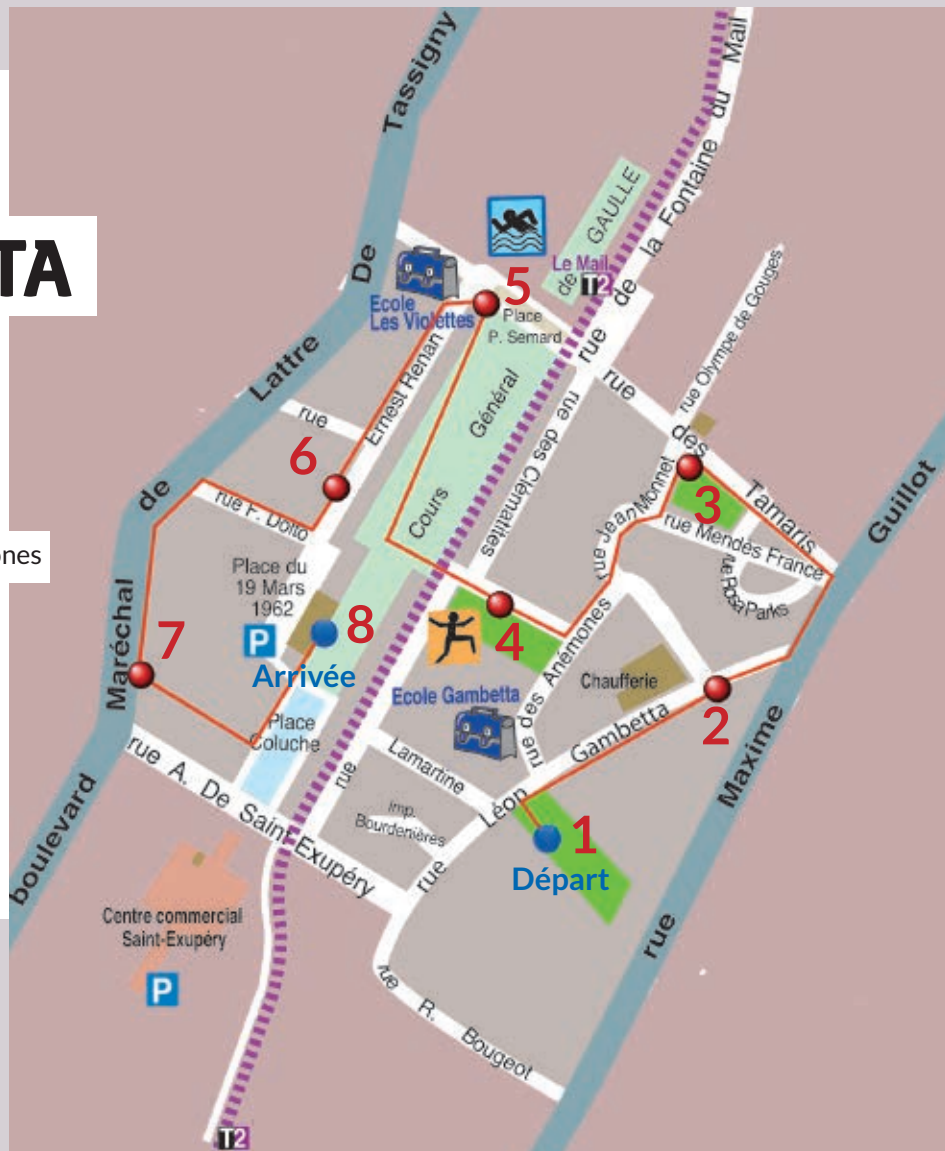 Tassigny
De
Lattre
de
Maréchal
boulevard
TA
nes
Mail
du
la Fontaine
de
rue
de GAULLE
Le Mail
T2
5
Place
P. Semard
Ecole
Les Violettes
Ernest Renan
rue
6
rue F. Dolto
Général
Cours
rue des Clématites
rue Olympe de Gouges
rue
des
Tamaris
3
rue Jean Monnet
rue Mendès France
rue Rosa Parks
Guillot
Maxime
rue
Place du
19 Mars
1962
P
8
Arrivée
7
4
Ecole Gambetta
rue des Anémones
Chaufferie
2
rue Léon Gambetta
Place
Coluche
rue
Lamartine
Imp.
Bourdenières
1
Départ
rue A. De Saint Exupéry
Centre commercial
Saint-Exupéry
P
rue R. Bougeot
T2